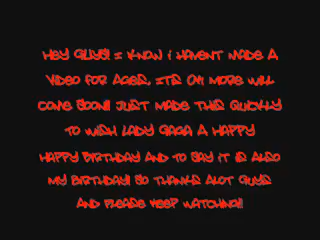 HEY GUYS! I KNOW I HAVENT MADE A
VIDEO FOR AGES, ITS OK! MORE WILL
COME SOON!! JUST MADE THIS QUICKLY
TO WISH LADY GAGA A HAPPY
HAPPY BIRTHDAY AND TO SAY IT IS ALSO
MY BIRTHDAY!! SO THANKS ALOT GUYS
AND PLEASE KEEP WATCHING!!